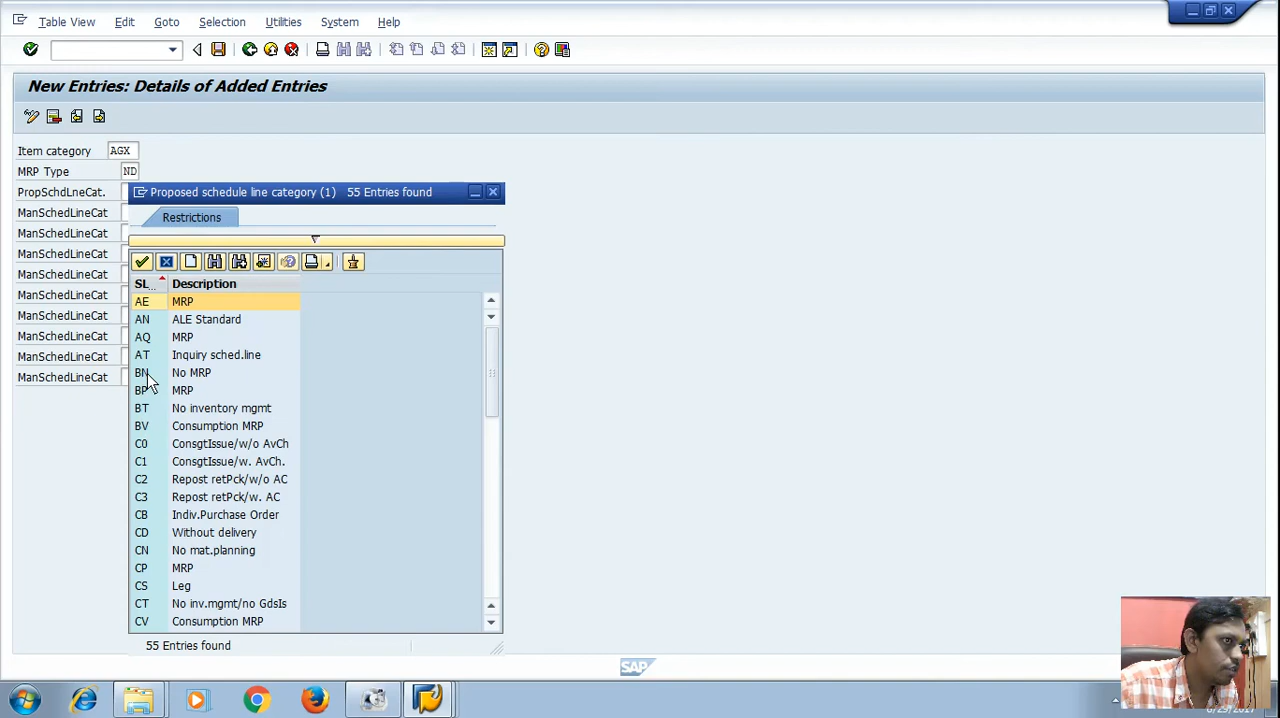 Table View Edit Goto Selection Utilities System Help
New Entries: Details of Added Entries
Item category AGX
MRP Type ND
PropSchdLneCat.
ManSchedLineCat
ManSchedLineCat
ManSchedLineCat
ManSchedLineCat
ManSchedLineCat
ManSchedLineCat
ManSchedLineCat
ManSchedLineCat
ManSchedLineCat
Proposed schedule line category (1) 55 Entries found
Restrictions
SL... Description
AE MRP
AN ALE Standard
AQ MRP
AT Inquiry sched.line
BN No MRP
BP MRP
BT No inventory mgmt
BV Consumption MRP
C0 ConsgtIssue/w/o AvCh
C1 ConsgtIssue/w. AvCh.
C2 Repost retPck/w/o AC
C3 Repost retPck/w. AC
CB Indiv.Purchase Order
CD Without delivery
CN No mat.planning
CP MRP
CS Leg
CT No inv.mgmt/no GdsIs
CV Consumption MRP
55 Entries found
SAP